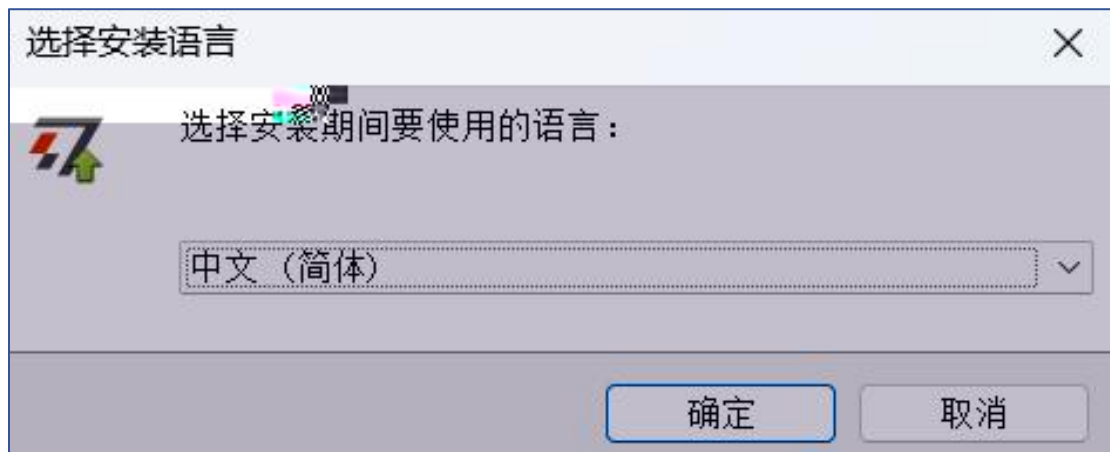 选择安装语言
选择安装期间要使用的语言：
中文 (简体)
确定
取消